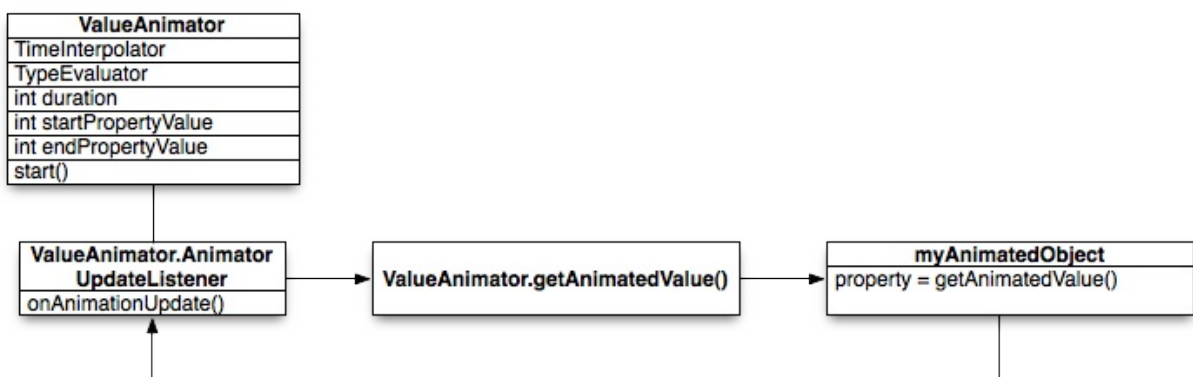 ValueAnimator
TimeInterpolator
TypeEvaluator
int duration
int startPropertyValue
int endPropertyValue
start()
ValueAnimator.Animator
UpdateListener
onAnimationUpdate()
ValueAnimator.getAnimatedValue()
myAnimatedObject
property = getAnimatedValue()